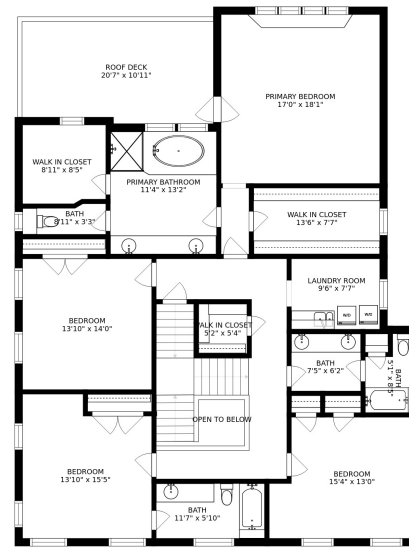 ROOF DECK
20'7" x 10'11"
PRIMARY BEDROOM
17'0" x 18'1"
WALK IN CLOSET
8'11" x 8'5"
PRIMARY BATHROOM
11'4" x 13'2"
BATH
8'11" x 3'3"
WALK IN CLOSET
13'6" x 7'7"
LAUNDRY ROOM
9'6" x 7'7"
W/D
W/D
BEDROOM
13'10" x 14'0"
WALK IN CLOSET
5'2" x 5'4"
BATH
7'5" x 6'2"
BATH
5'1" x 8'5"
OPEN TO BELOW
BEDROOM
13'10" x 15'5"
BEDROOM
15'4" x 13'0"
BATH
11'7" x 5'10"